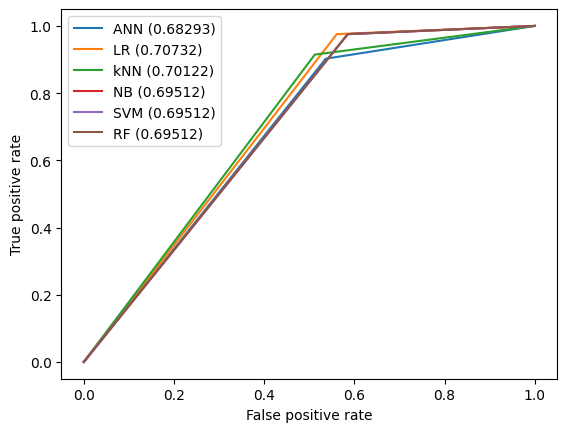 ANN (0.68293)
LR (0.70732)
kNN (0.70122)
NB (0.69512)
SVM (0.69512)
RF (0.69512)
True positive rate
1.0
0.8
0.6
0.4
0.2
0.0
0.0 0.2 0.4 0.6 0.8 1.0
False positive rate